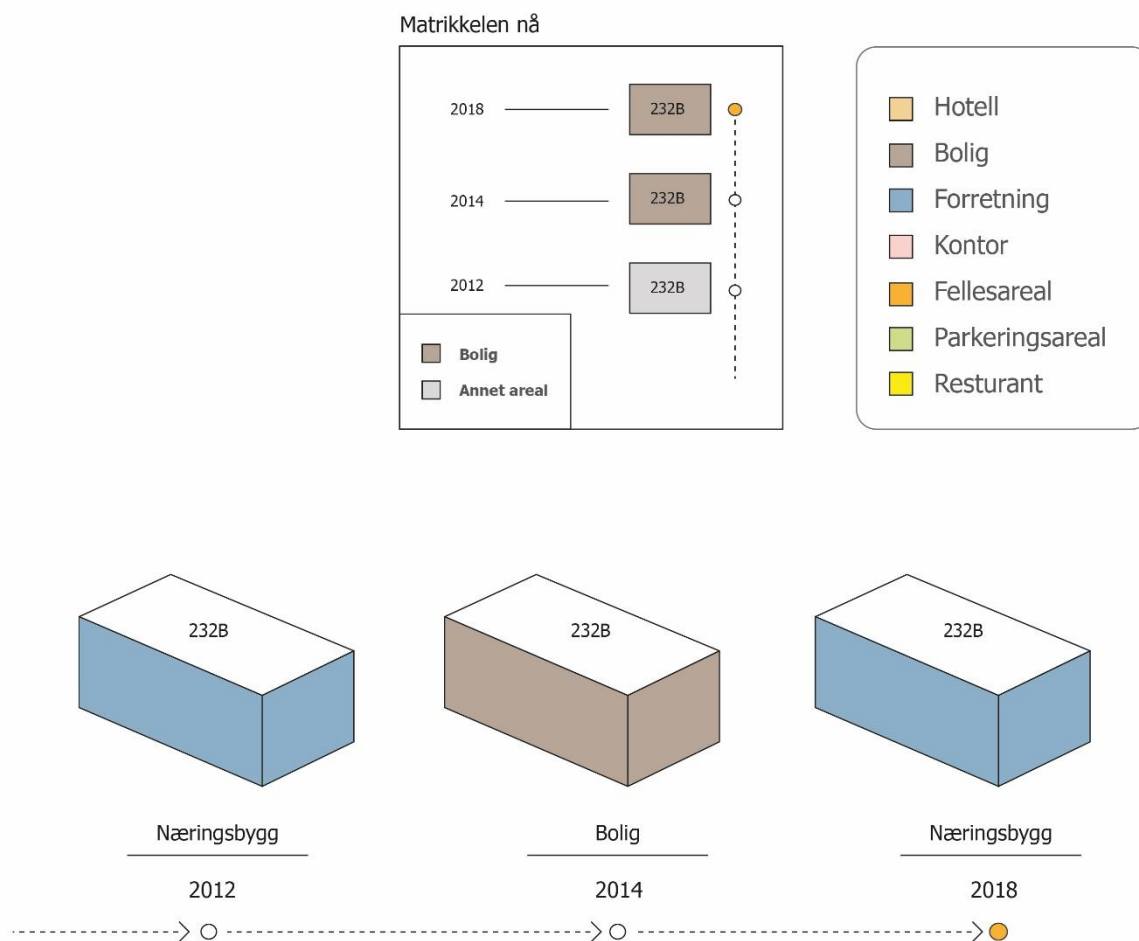 Matrikkelen nå
2018 232B
2014 232B
2012 232B
Bolig
Annet areal
Hotell
Bolig
Forretning
Kontor
Fellesareal
Parkeringsareal
Resturant
232B 232B 232B
Næringsbygg Bolig Næringsbygg
2012 2014 2018